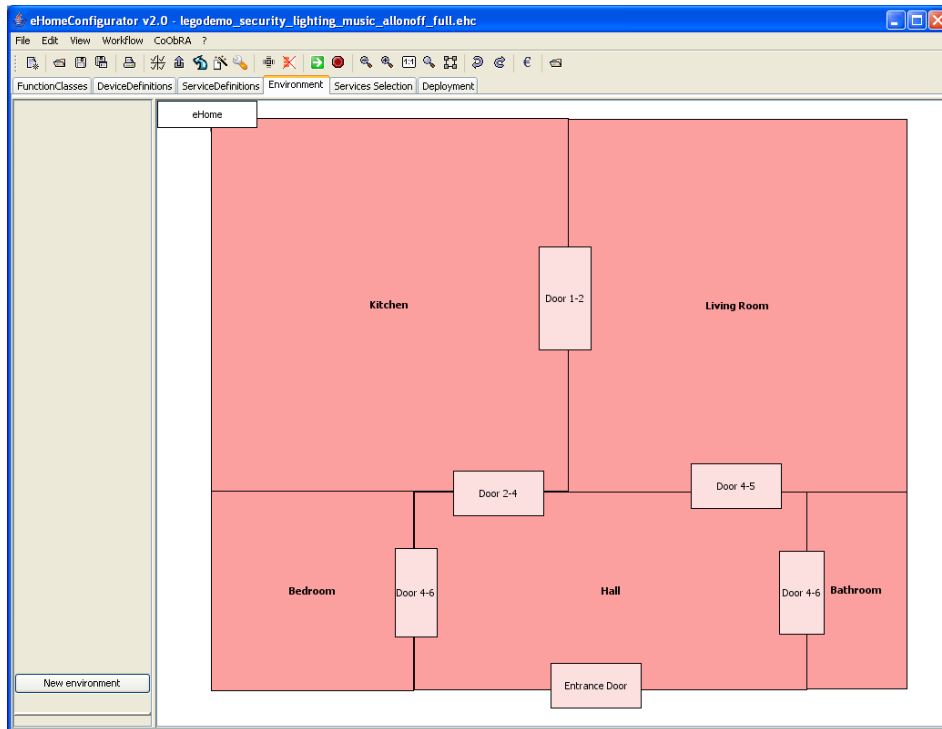 eHomeConfigurator v2.0 - legodemo_security_lighting_music_allonoff_full.ehc
File Edit View Workflow CoObRA ?
1:1 €
FunctionClasses DeviceDefinitions ServiceDefinitions Environment Services Selection Deployment
eHome
Door 1-2
Kitchen
Living Room
Door 2-4
Door 4-5
Bedroom
Door 4-6
Hall
Door 4-6
Bathroom
New environment
Entrance Door